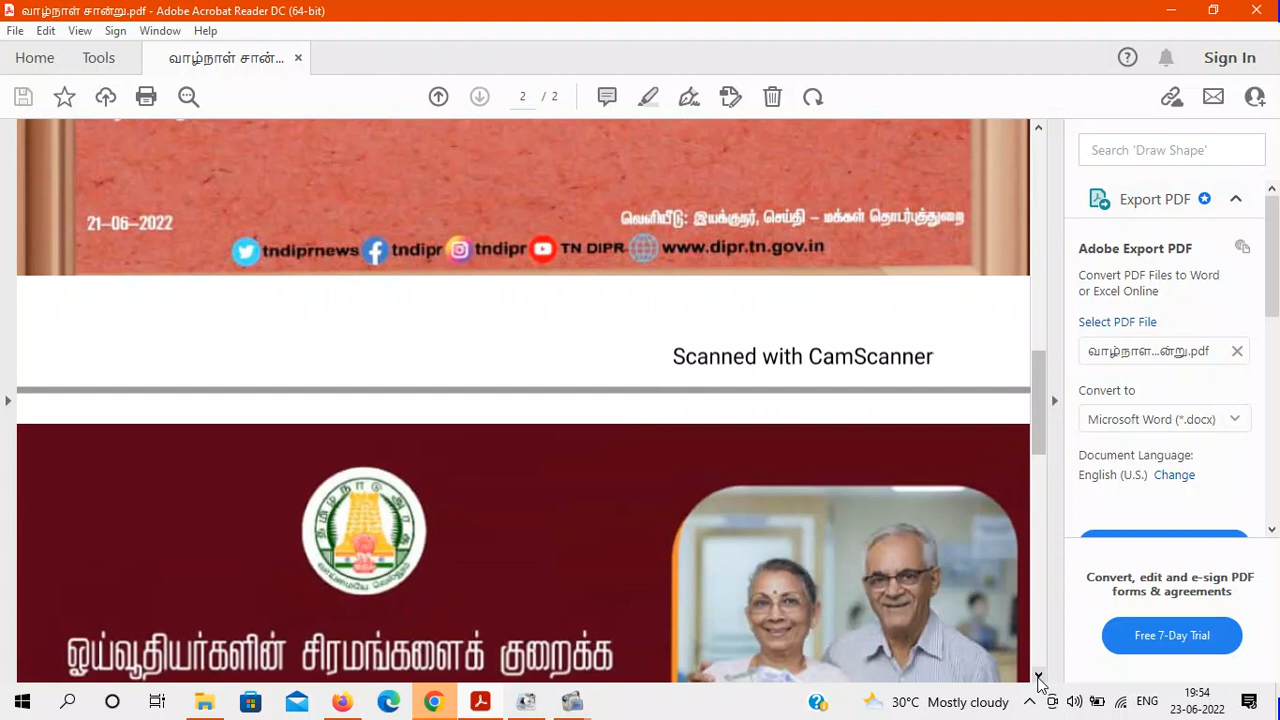 வாழ்நாள் சான்று.pdf - Adobe Acrobat Reader DC (64-bit)
File Edit View Sign Window Help
Home Tools வாழ்நாள் சான்... × Sign In
2 / 2
Search 'Draw Shape'
Export PDF
Adobe Export PDF
Convert PDF Files to Word
or Excel Online
Select PDF File
வாழ்நாள...ன்று.pdf
Convert to
Microsoft Word (*.docx)
Document Language:
English (U.S.) Change
Convert, edit and e-sign PDF
forms & agreements
Free 7-Day Trial
21-06-2022
வெளியீடு: இயக்குநர், செய்தி – மக்கள் தொடர்புத்துறை
tndiprnews tndipr tndipr TN DIPR www.dipr.tn.gov.in
Scanned with CamScanner
தமிழ்நாடு அரசு
வாய்மையே வெல்லும்
ஓய்வூதியர்களின் சிரமங்களைக் குறைக்க
30°C Mostly cloudy ENG 19:54
23-06-2022